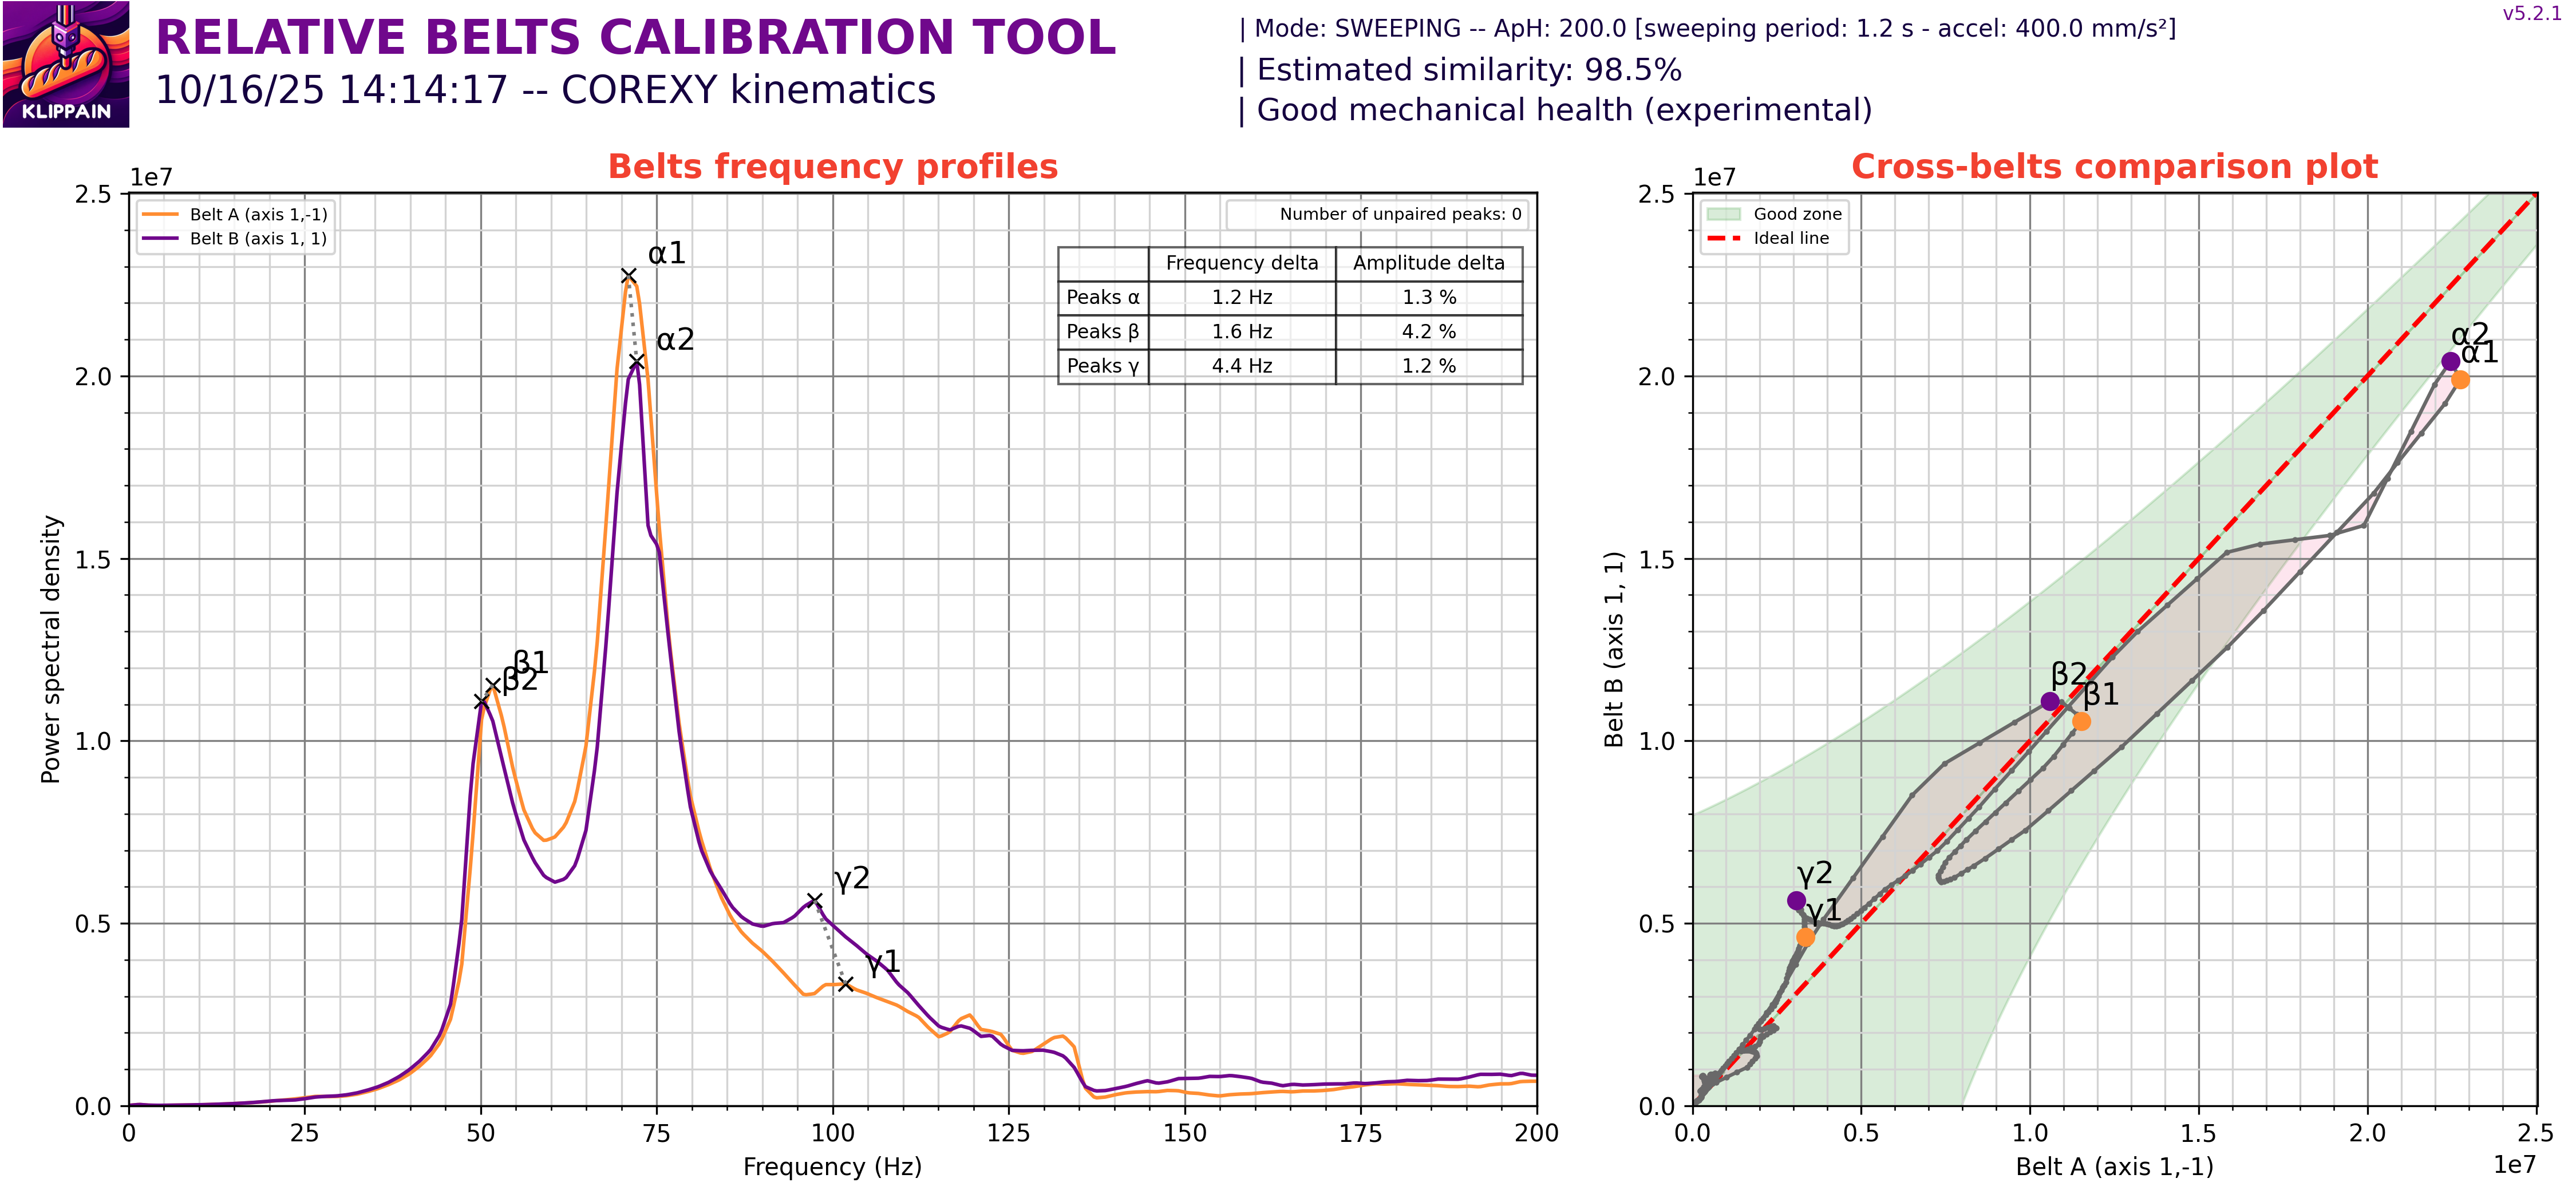 RELATIVE BELTS CALIBRATION TOOL
10/16/25 14:14:17 -- COREXY kinematics
| Mode: SWEEPING -- ApH: 200.0 [sweeping period: 1.2 s - accel: 400.0 mm/s²]
| Estimated similarity: 98.5%
| Good mechanical health (experimental)
v5.2.1
KLIPPAIN
Belts frequency profiles
1e7
Belt A (axis 1,-1)
Belt B (axis 1, 1)
Number of unpaired peaks: 0
Frequency delta Amplitude delta
Peaks α 1.2 Hz 1.3 %
Peaks β 1.6 Hz 4.2 %
Peaks γ 4.4 Hz 1.2 %
α1
α2
β1
β2
γ2
γ1
Power spectral density
2.5
2.0
1.5
1.0
0.5
0.0
0 25 50 75 100 125 150 175 200
Frequency (Hz)
Cross-belts comparison plot
1e7
Good zone
Ideal line
α2
α1
β2
β1
γ2
γ1
Belt B (axis 1, 1)
2.5
2.0
1.5
1.0
0.5
0.0
0.0 0.5 1.0 1.5 2.0 2.5
1e7
Belt A (axis 1,-1)